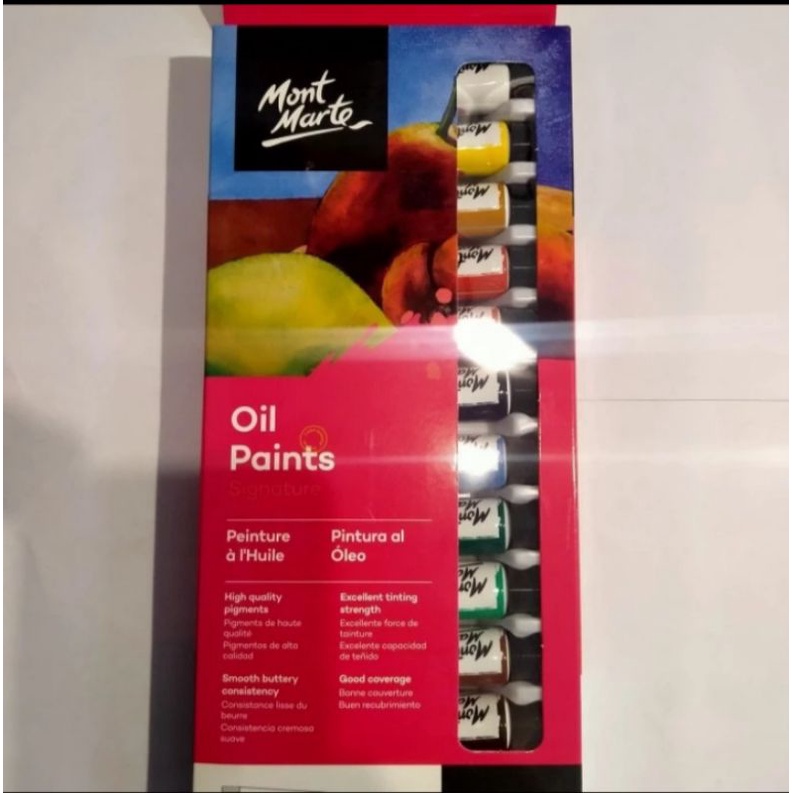 Mont
Marte
Oil
Paints
Signature
Peinture
à l'Huile
Pintura al
Óleo
High quality
pigments
Pigments de haute
qualité
Pigmentos de alta
calidad
Excellent tinting
strength
Excellente force de
tainture
Excelente capacidad
de teñido
Smooth buttery
consistency
Consistance lisse du
beurre
Consistencia cremosa
suave
Good coverage
Bonne couverture
Buen recubrimiento